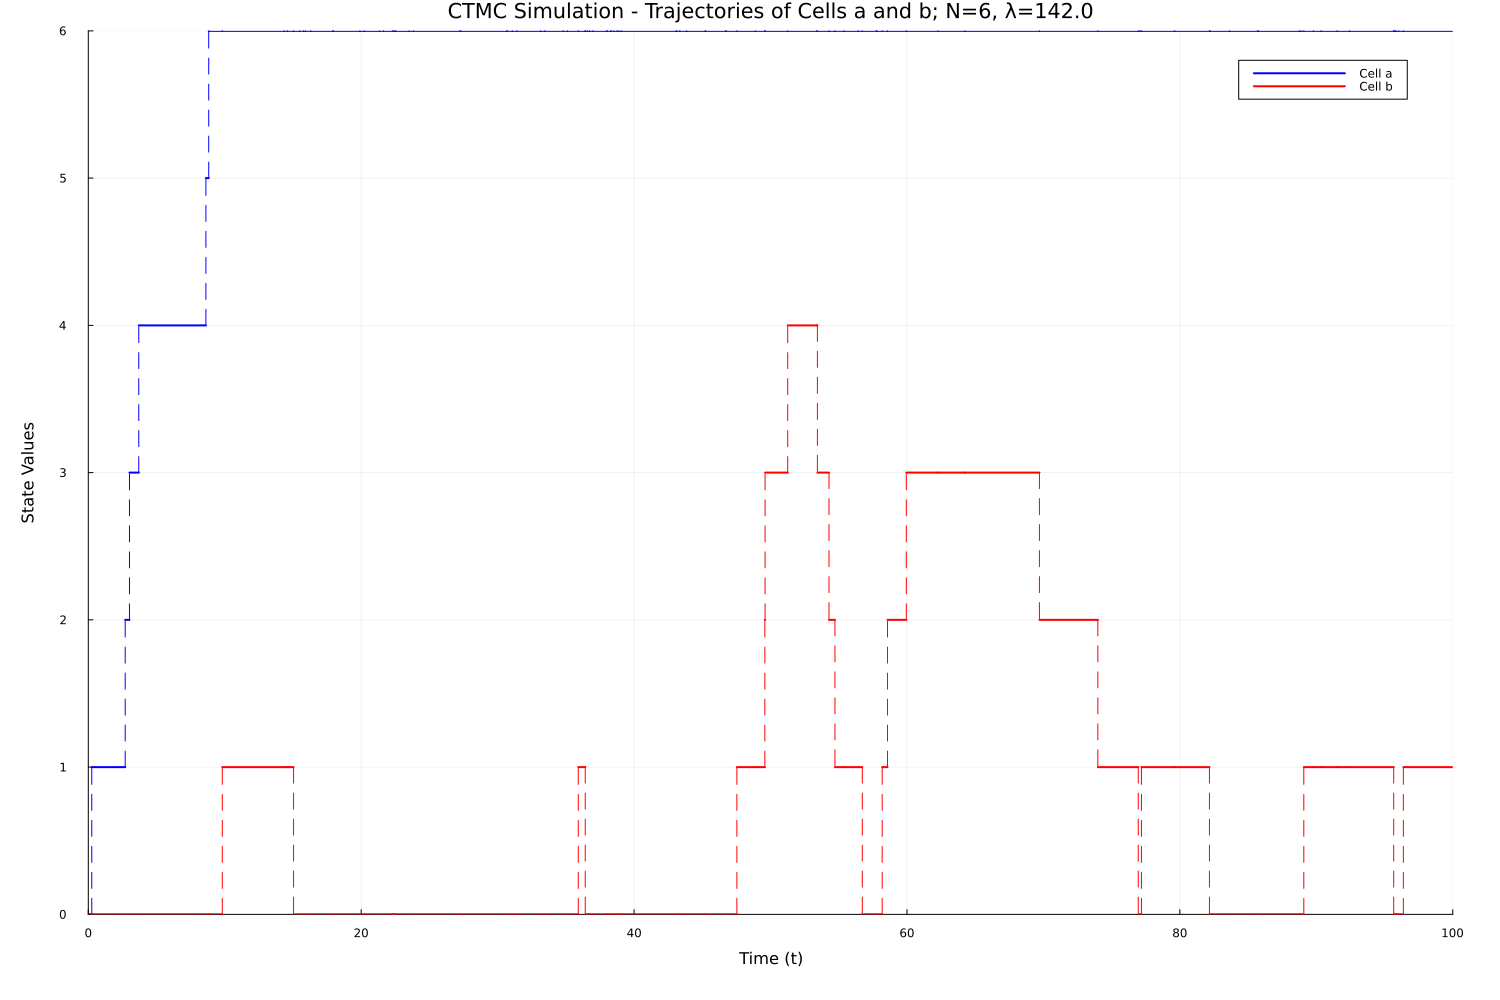 CTMC Simulation - Trajectories of Cells a and b; N=6, λ=142.0
6
Cell a
Cell b
5
4
3
State Values
2
1
0
0 20 40 60 80 100
Time (t)